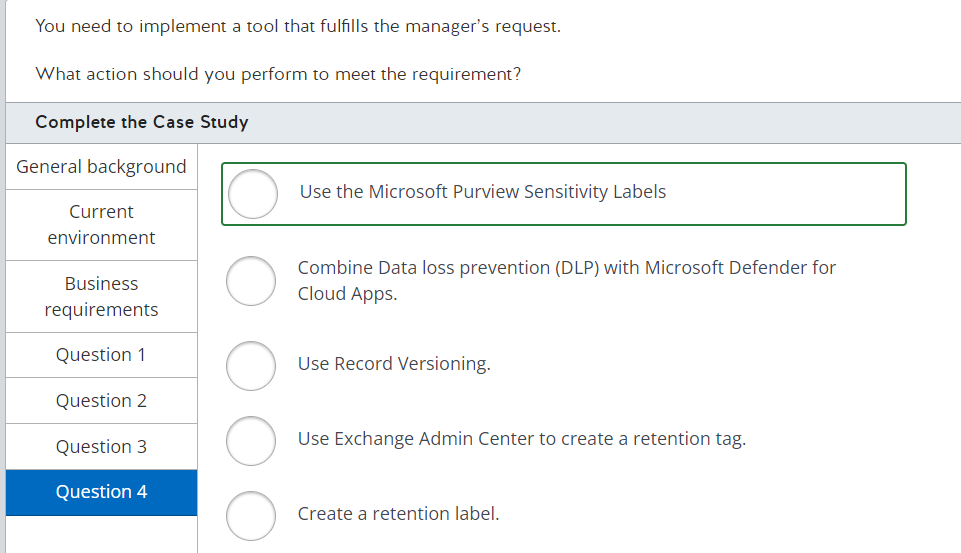 You need to implement a tool that fulfills the manager's request.
What action should you perform to meet the requirement?
Complete the Case Study
General background
Current
environment
Business
requirements
Question 1
Question 2
Question 3
Question 4
Use the Microsoft Purview Sensitivity Labels
Combine Data loss prevention (DLP) with Microsoft Defender for
Cloud Apps.
Use Record Versioning.
Use Exchange Admin Center to create a retention tag.
Create a retention label.